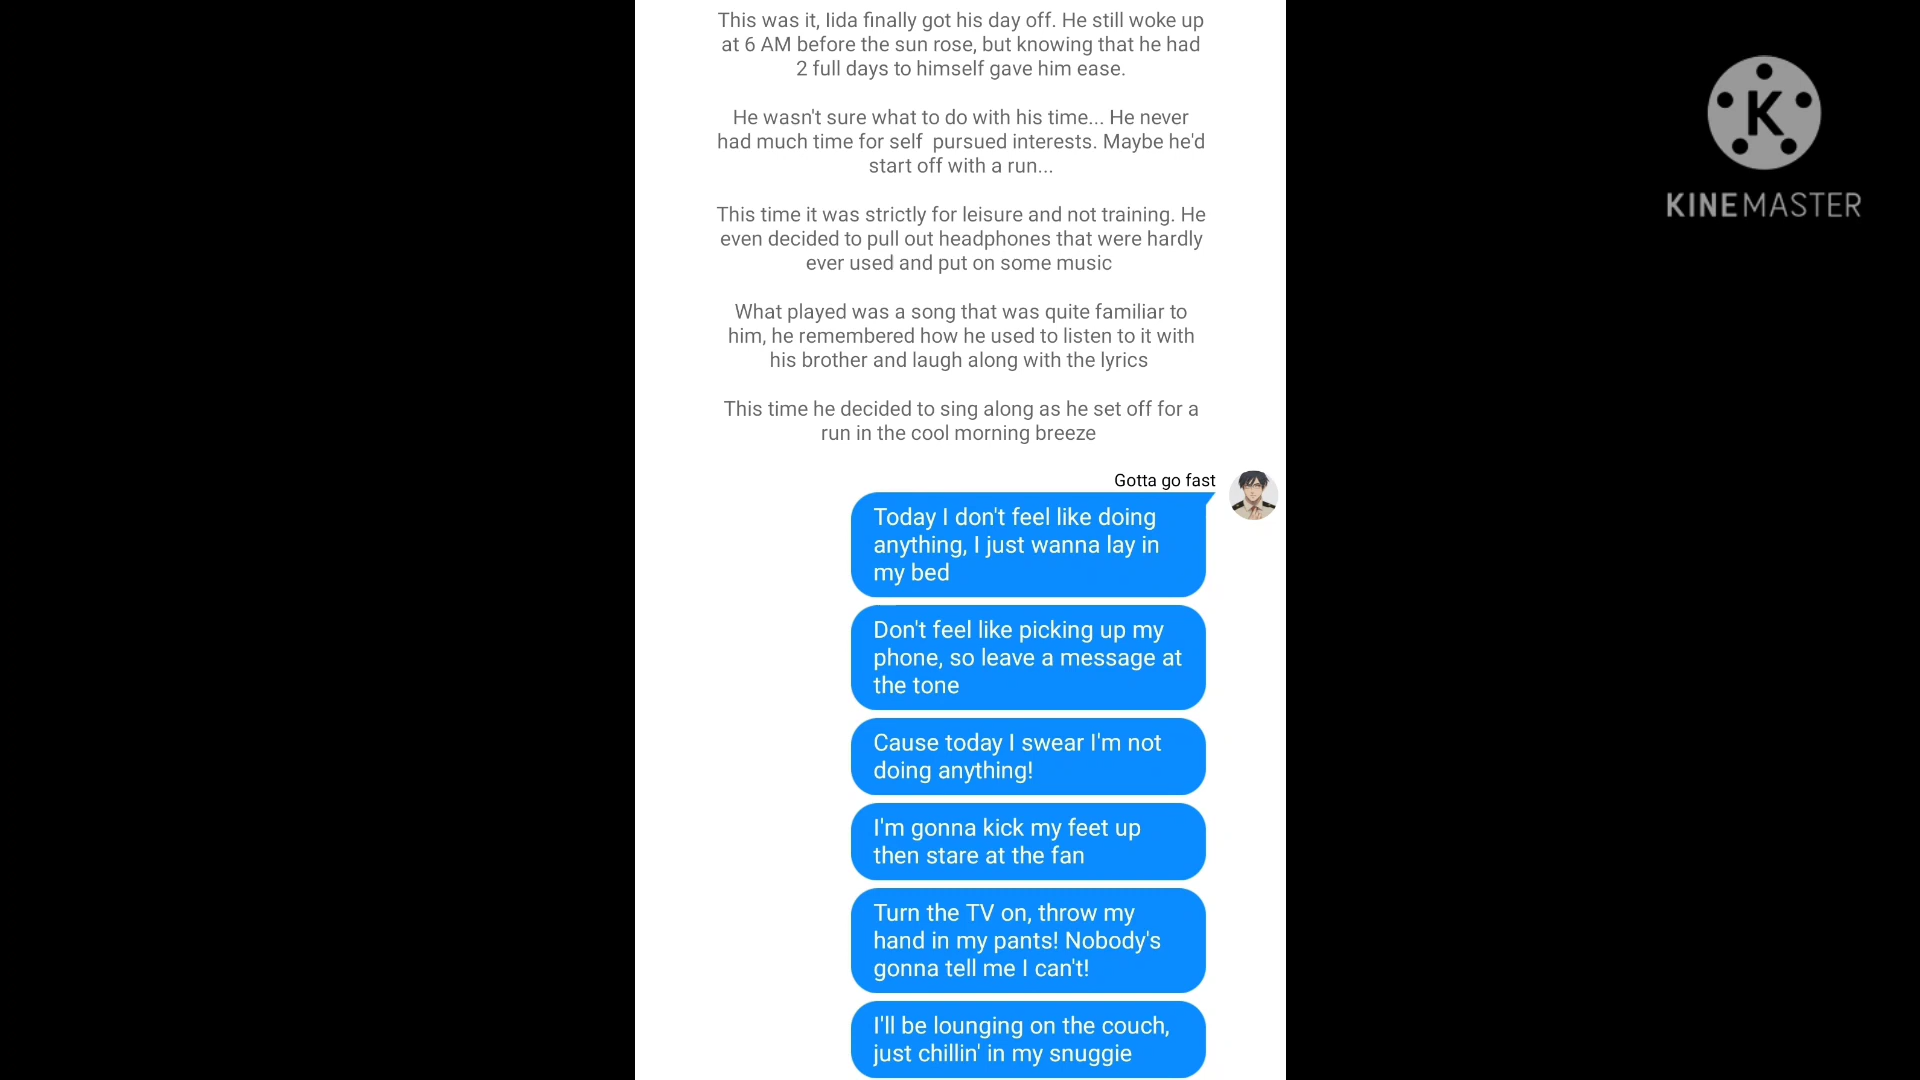 This was it, Iida finally got his day off. He still woke up
at 6 AM before the sun rose, but knowing that he had
2 full days to himself gave him ease.
He wasn't sure what to do with his time... He never
had much time for self  pursued interests. Maybe he'd
start off with a run...
This time it was strictly for leisure and not training. He
even decided to pull out headphones that were hardly
ever used and put on some music
What played was a song that was quite familiar to
him, he remembered how he used to listen to it with
his brother and laugh along with the lyrics
This time he decided to sing along as he set off for a
run in the cool morning breeze
Gotta go fast
Today I don't feel like doing
anything, I just wanna lay in
my bed
Don't feel like picking up my
phone, so leave a message at
the tone
Cause today I swear I'm not
doing anything!
I'm gonna kick my feet up
then stare at the fan
Turn the TV on, throw my
hand in my pants! Nobody's
gonna tell me I can't!
I'll be lounging on the couch,
just chillin' in my snuggie
K
KINEMASTER